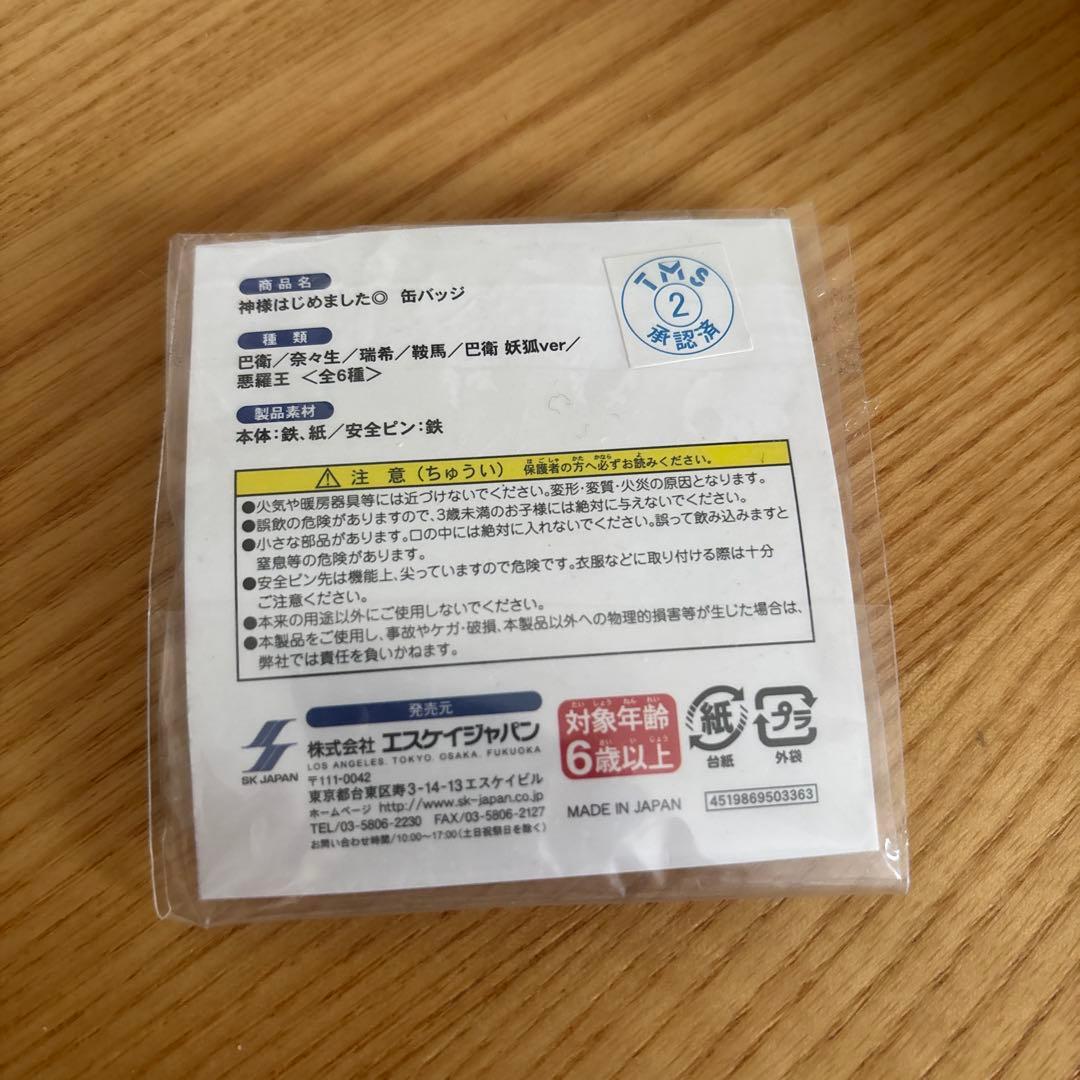 商品名
神様はじめました◎ 缶バッジ
種類
巴衛／奈々生／瑞希／鞍馬／巴衛 妖狐ver／
悪羅王 ＜全6種＞
製品素材
本体：鉄、紙／安全ピン：鉄
TMS
2
承認済
⚠ 注意（ちゅうい） 保護者の方へ必ずお読みください。
●火気や暖房器具等には近づけないでください。変形・変質・火災の原因となります。
●誤飲の危険がありますので、3歳未満のお子様には絶対に与えないでください。
●小さな部品があります。口の中には絶対に入れないでください。誤って飲み込みますと
窒息等の危険があります。
●安全ピン先は機能上、尖っていますので危険です。衣服などに取り付ける際は十分
ご注意ください。
●本来の用途以外にご使用しないでください。
●本製品をご使用し、事故やケガ・破損、本製品以外への物理的損害等が生じた場合は、
弊社では責任を負いかねます。
SK JAPAN
発売元
株式会社 エスケイジャパン
LOS ANGELES. TOKYO. OSAKA. FUKUOKA
〒111-0042
東京都台東区寿3-14-13エスケイビル
ホームページ http://www.sk-japan.co.jp
TEL/03-5806-2230 FAX/03-5806-2127
お問い合わせ時間/10:00～17:00（土日祝祭日を除く）
対象年齢
6歳以上
紙
台紙
プラ
外袋
MADE IN JAPAN
4519869503363